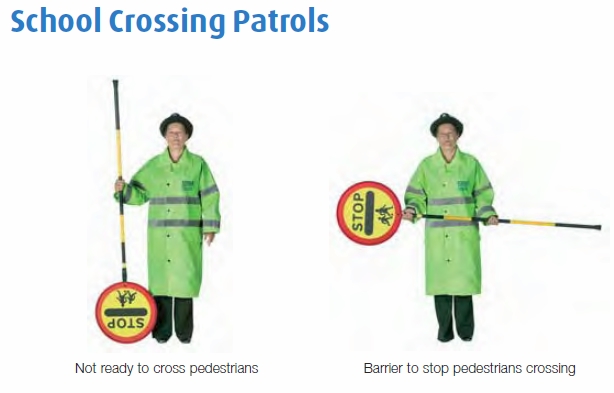 School Crossing Patrols
STOP
STOP
Not ready to cross pedestrians
Barrier to stop pedestrians crossing